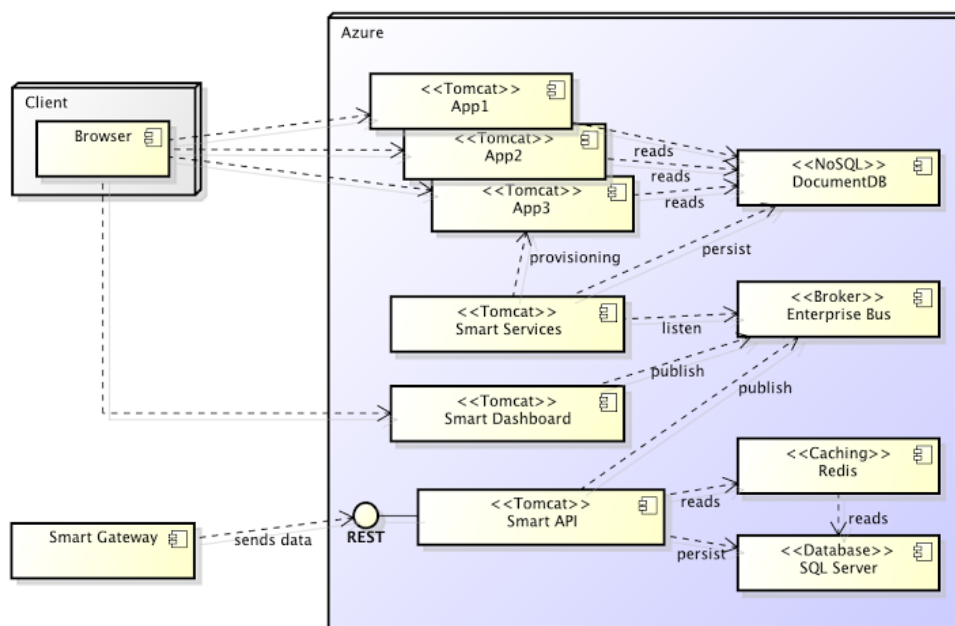 Azure
Client
Browser
<<Tomcat>>
App1
<<Tomcat>>
App2
<<Tomcat>>
App3
reads
reads
reads
<<NoSQL>>
DocumentDB
provisioning
persist
<<Tomcat>>
Smart Services
listen
<<Broker>>
Enterprise Bus
publish
publish
<<Tomcat>>
Smart Dashboard
<<Caching>>
Redis
reads
reads
<<Tomcat>>
Smart API
REST
Smart Gateway
sends data
persist
<<Database>>
SQL Server